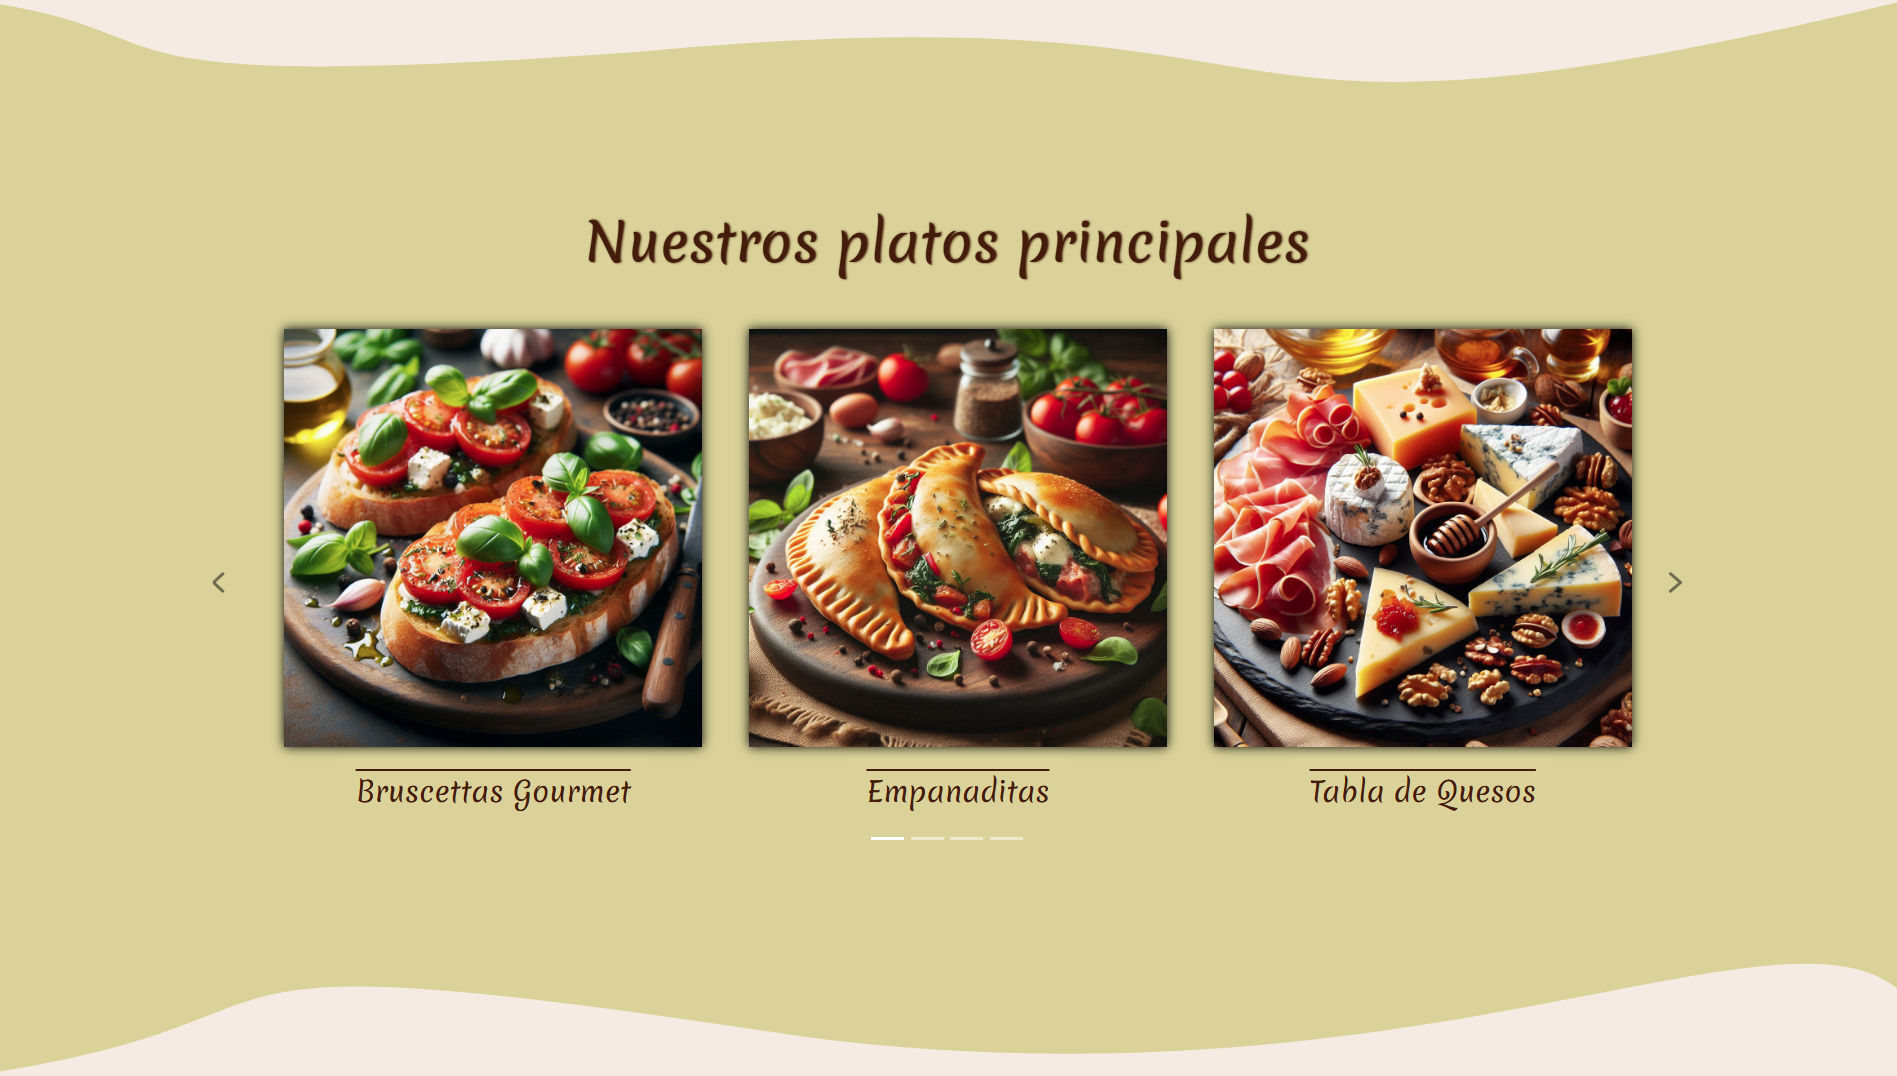 Nuestros platos principales
Bruscettas Gourmet
Empanaditas
Tabla de Quesos